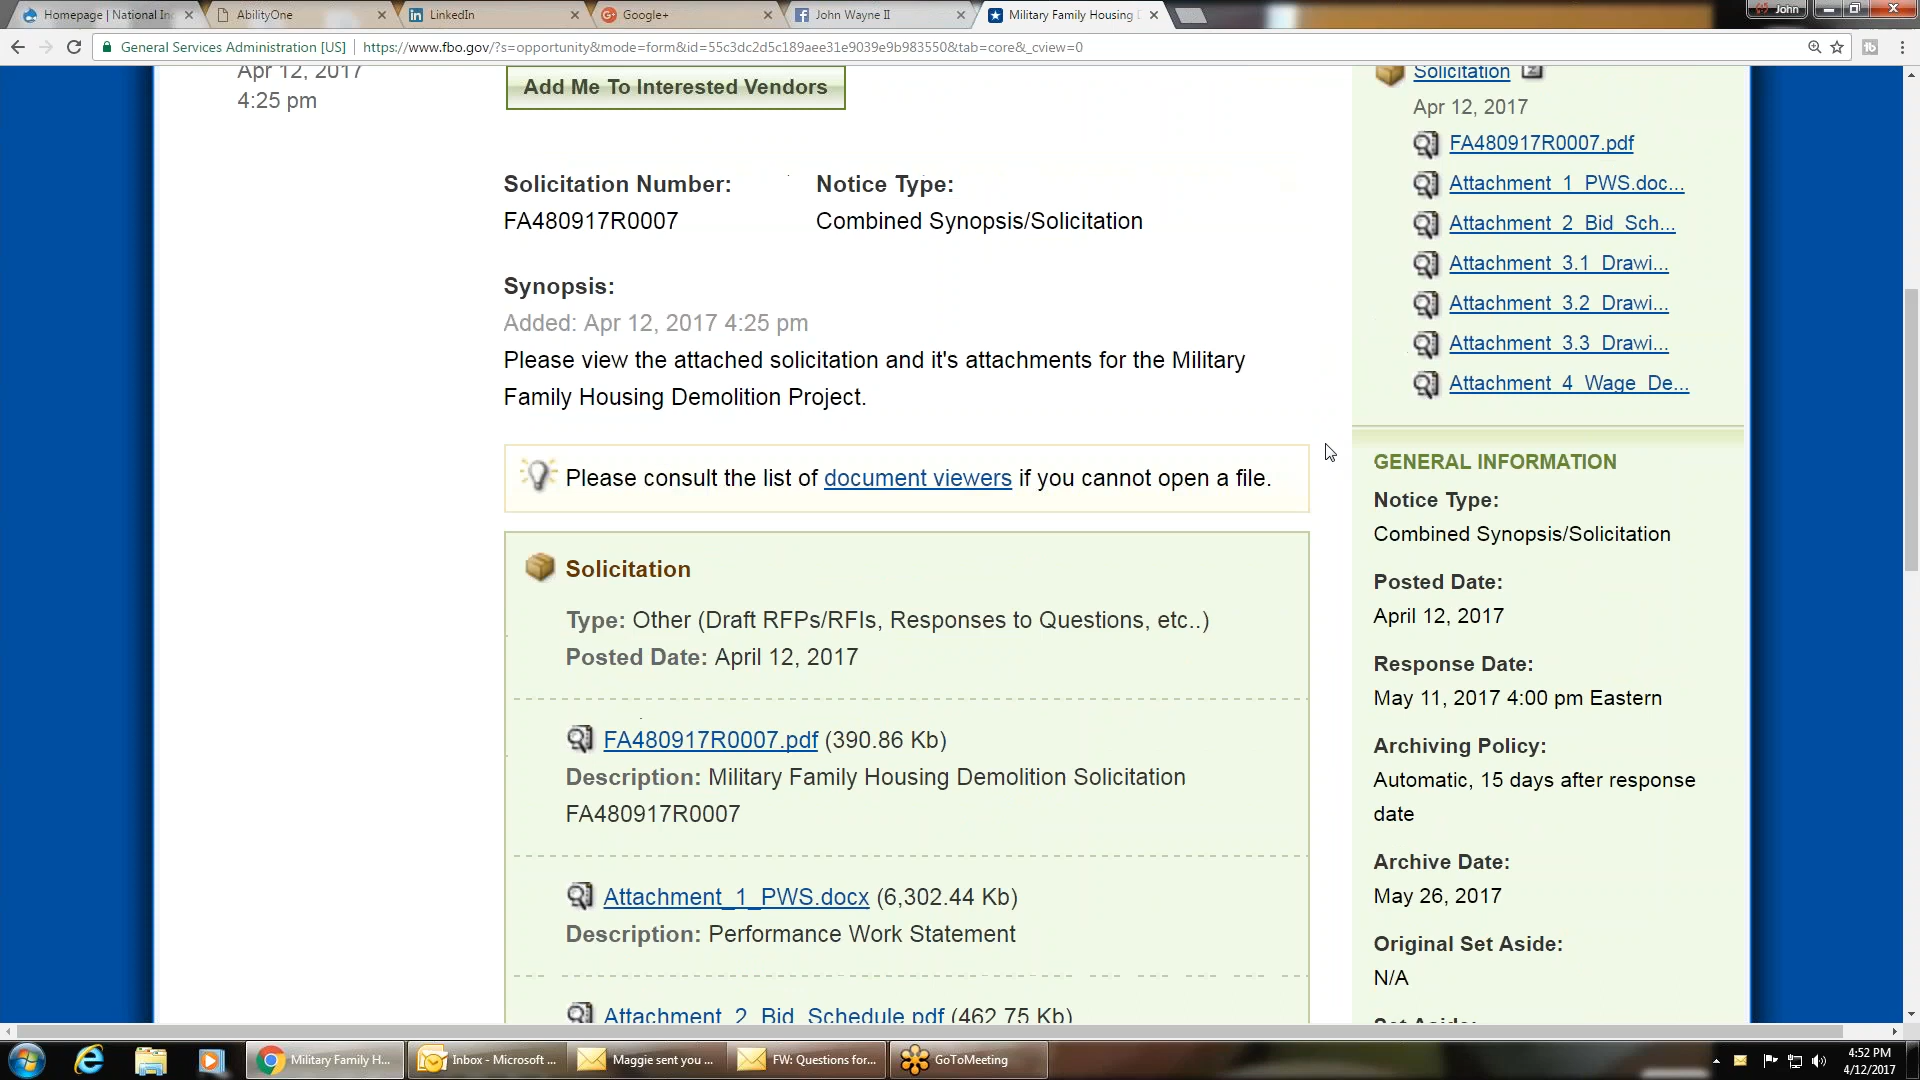 Homepage | National In
AbilityOne
LinkedIn
Google+
John Wayne II
Military Family Housing
John
General Services Administration [US]
https://www.fbo.gov/?s=opportunity&mode=form&id=55c3dc2d5c189aee31e9039e9b983550&tab=core&_cview=0
Apr 12, 2017
4:25 pm
Add Me To Interested Vendors
Solicitation Number:
FA480917R0007
Notice Type:
Combined Synopsis/Solicitation
Synopsis:
Added: Apr 12, 2017 4:25 pm
Please view the attached solicitation and it's attachments for the Military
Family Housing Demolition Project.
Please consult the list of document viewers if you cannot open a file.
Solicitation
Type: Other (Draft RFPs/RFIs, Responses to Questions, etc..)
Posted Date: April 12, 2017
FA480917R0007.pdf (390.86 Kb)
Description: Military Family Housing Demolition Solicitation
FA480917R0007
Attachment_1_PWS.docx (6,302.44 Kb)
Description: Performance Work Statement
Attachment_2_Bid_Schedule.pdf (462.75 Kb)
Solicitation
Apr 12, 2017
FA480917R0007.pdf
Attachment_1_PWS.doc...
Attachment_2_Bid_Sch...
Attachment_3.1_Drawi...
Attachment_3.2_Drawi...
Attachment_3.3_Drawi...
Attachment_4_Wage_De...
GENERAL INFORMATION
Notice Type:
Combined Synopsis/Solicitation
Posted Date:
April 12, 2017
Response Date:
May 11, 2017 4:00 pm Eastern
Archiving Policy:
Automatic, 15 days after response
date
Archive Date:
May 26, 2017
Original Set Aside:
N/A
Set Aside:
Military Family H...
Inbox - Microsoft ...
Maggie sent you ...
FW: Questions for...
GoToMeeting
4:52 PM
4/12/2017